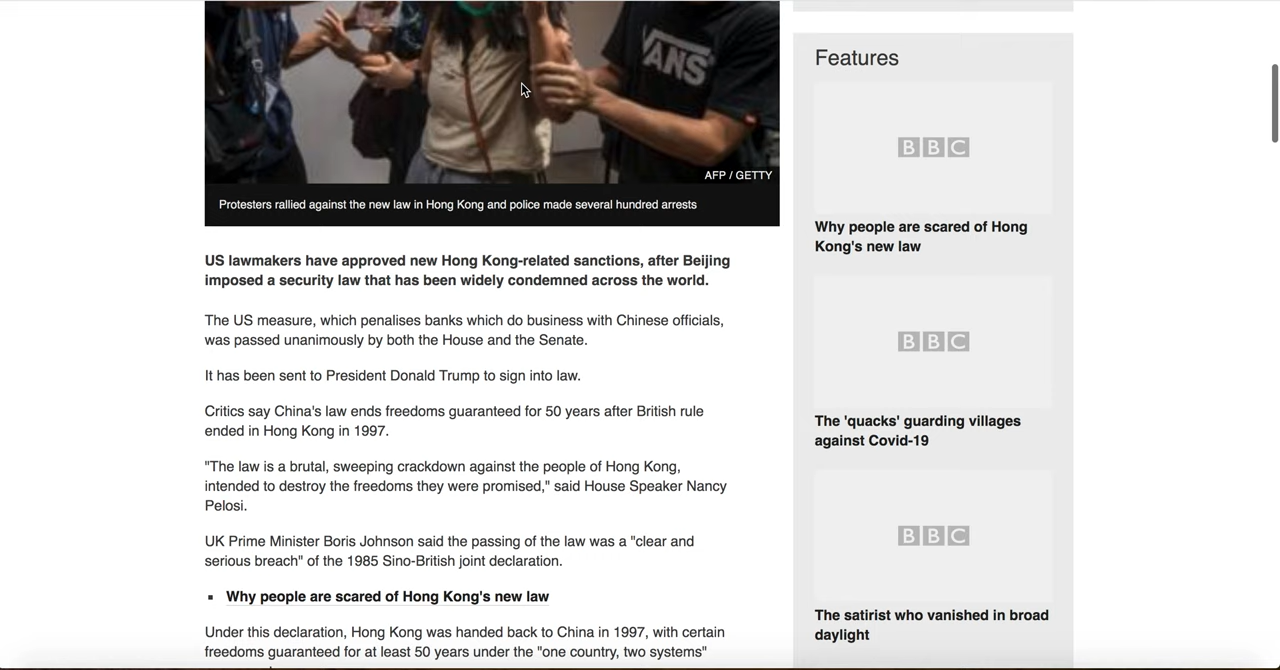 VANS
AFP / GETTY
Protesters rallied against the new law in Hong Kong and police made several hundred arrests
US lawmakers have approved new Hong Kong-related sanctions, after Beijing
imposed a security law that has been widely condemned across the world.
The US measure, which penalises banks which do business with Chinese officials,
was passed unanimously by both the House and the Senate.
It has been sent to President Donald Trump to sign into law.
Critics say China's law ends freedoms guaranteed for 50 years after British rule
ended in Hong Kong in 1997.
"The law is a brutal, sweeping crackdown against the people of Hong Kong,
intended to destroy the freedoms they were promised," said House Speaker Nancy
Pelosi.
UK Prime Minister Boris Johnson said the passing of the law was a "clear and
serious breach" of the 1985 Sino-British joint declaration.
▪ Why people are scared of Hong Kong's new law
Under this declaration, Hong Kong was handed back to China in 1997, with certain
freedoms guaranteed for at least 50 years under the "one country, two systems"
Features
BBC
Why people are scared of Hong
Kong's new law
BBC
The 'quacks' guarding villages
against Covid-19
BBC
The satirist who vanished in broad
daylight